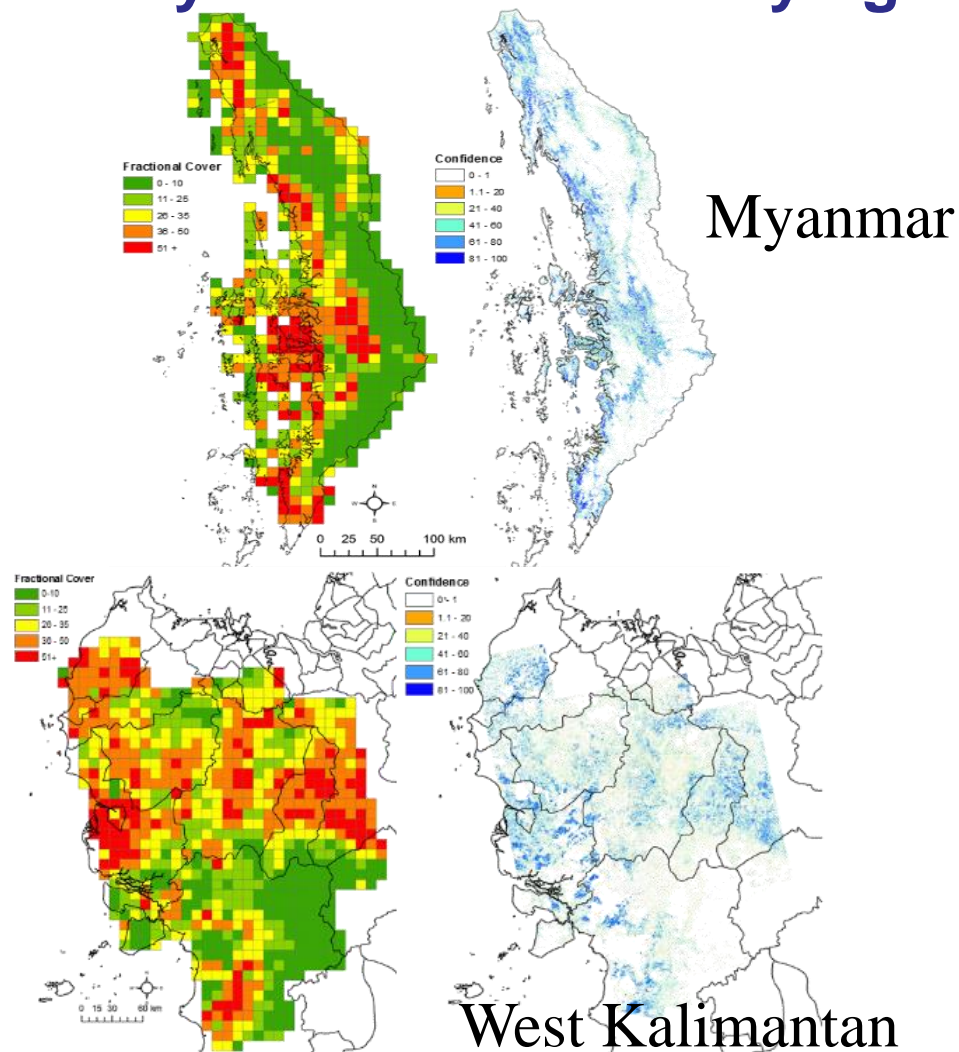 Fractional Cover
0 - 10
11 - 25
26 - 35
36 - 50
51 +
Confidence
0 - 1
1.1 - 20
21 - 40
41 - 60
61 - 80
81 - 100
Myanmar
N
W E
S
0 25 50 100 km
Fractional Cover
0-10
11 - 25
26 - 35
36 - 50
51+
Confidence
0 - 1
1.1 - 20
21 - 40
41 - 60
61 - 80
81 - 100
0 15 30 60 km
West Kalimantan